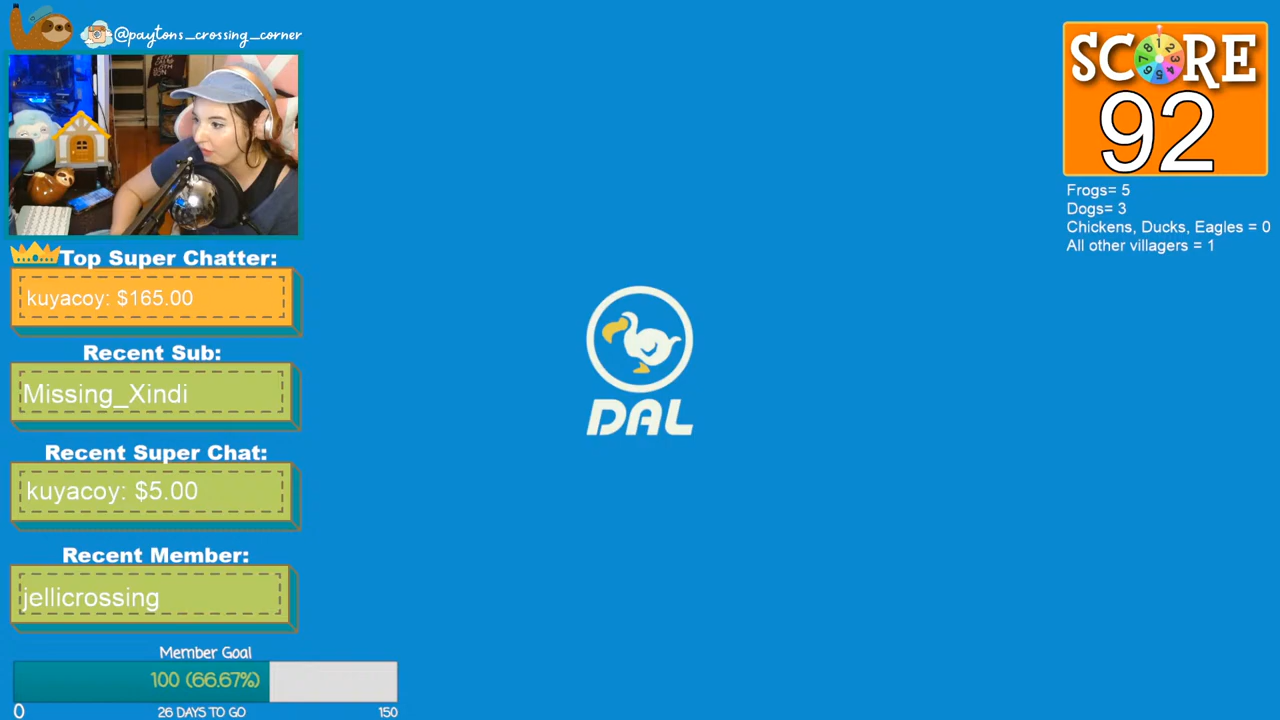 @paytons_crossing_corner
SCORE
92
Frogs= 5
Dogs= 3
Chickens, Ducks, Eagles = 0
All other villagers = 1
Top Super Chatter:
kuyacoy: $165.00
Recent Sub:
Missing_Xindi
Recent Super Chat:
kuyacoy: $5.00
Recent Member:
jellicrossing
Member Goal
100 (66.67%)
0
26 DAYS TO GO
150
DAL